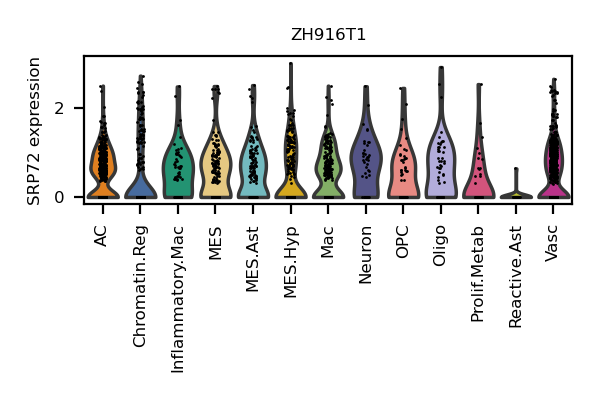 ZH916T1
SRP72 expression
2
0
AC
Chromatin.Reg
Inflammatory.Mac
MES
MES.Ast
MES.Hyp
Mac
Neuron
OPC
Oligo
Prolif.Metab
Reactive.Ast
Vasc